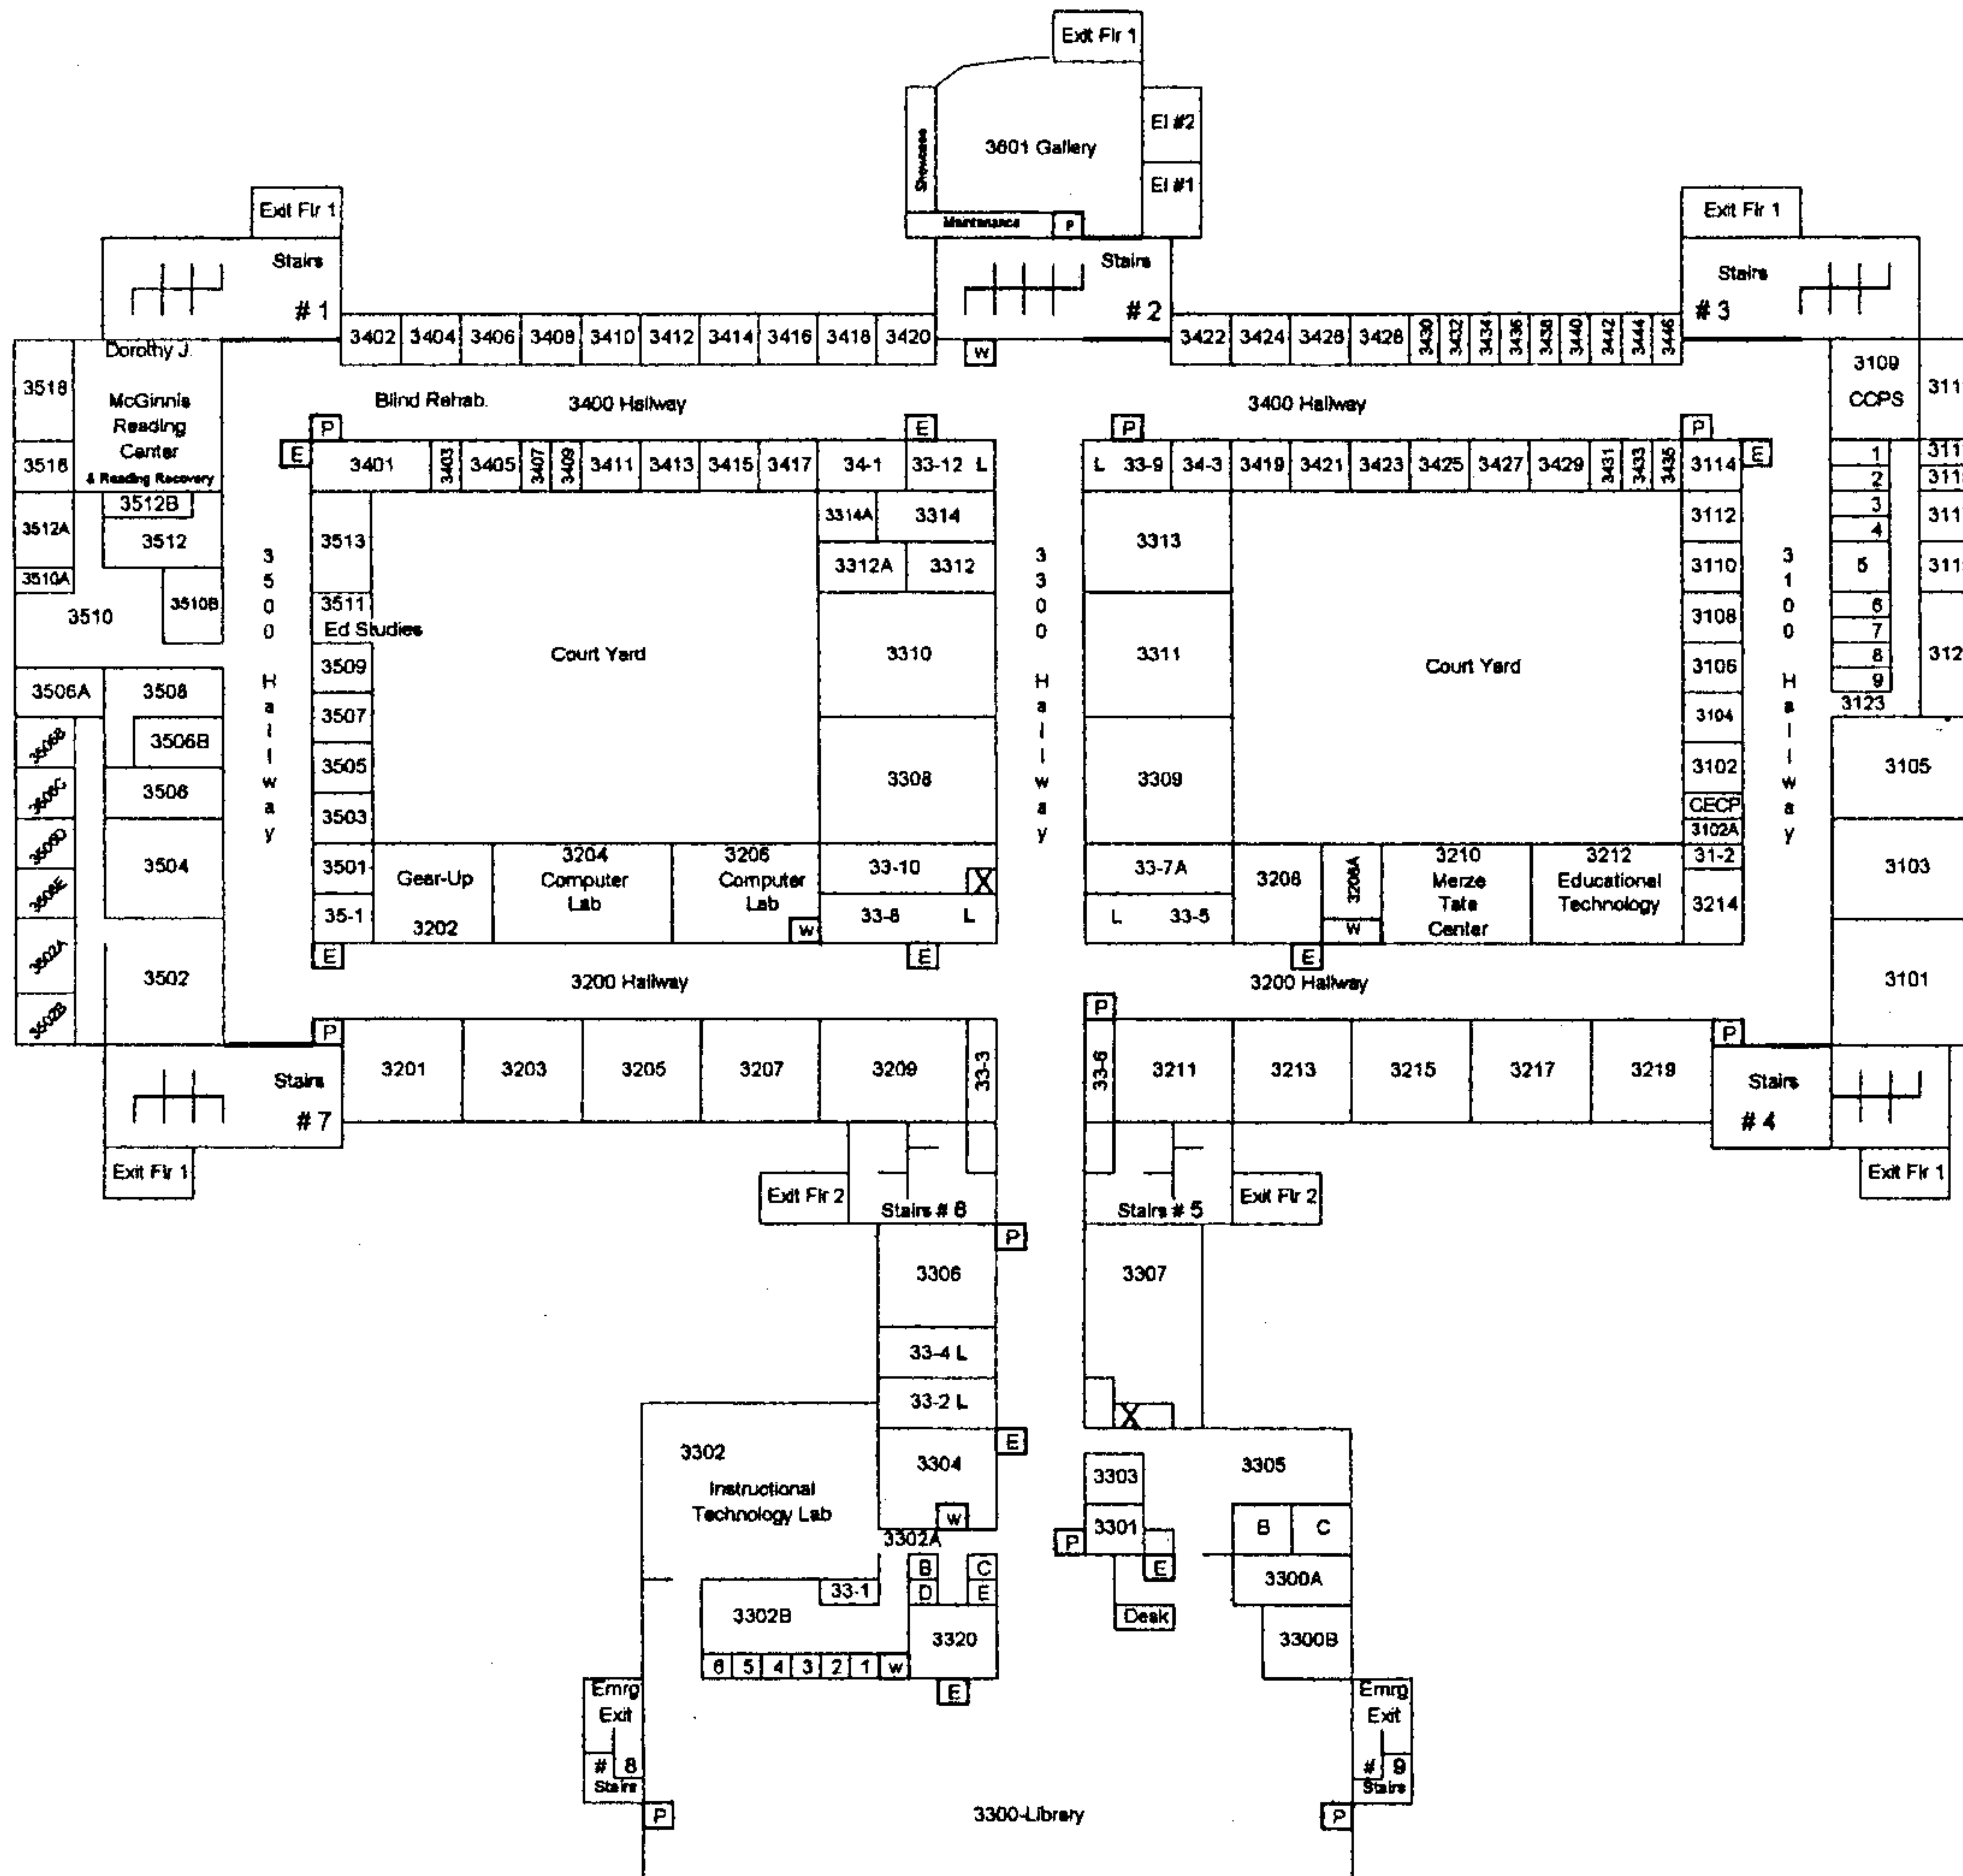 Exit Flr 1
El #2
3601 Gallery
Showcase
El #1
Maintenance
P
Exit Flr 1
Exit Flr 1
Stairs
# 1
Stairs
# 2
Stairs
# 3
3402 3404 3406 3408 3410 3412 3414 3416 3418 3420
3422 3424 3426 3428 3430 3432 3434 3436 3438 3440 3442 3444 3446
W
Dorothy J.
McGinnis
Reading
Center
& Reading Recovery
3518
3516
3109
CCPS
Blind Rehab.
3400 Hallway
3400 Hallway
P
E
E
P
P
E
3401 3403 3405 3407 3409 3411 3413 3415 3417 34-1 33-12 L
L 33-9 34-3 3419 3421 3423 3425 3427 3429 3431 3433 3435 3114
1
2
3
4
5
6
7
8
9
3123
3512B
3512A
3512
3510A
3510
3510B
3500 Hallway
3513
3511
Ed Studies
3509
3507
3505
3503
3501
35-1
Court Yard
3314A 3314
3312A 3312
3310
3308
33-10
X
33-8 L
3300 Hallway
3313
3311
3309
33-7A
L 33-5
Court Yard
3112
3110
3108
3106
3104
3102
CECP
3102A
31-2
3214
3100 Hallway
3105
3103
3101
3506A 3508
3506B
3506B
3506C
3506
3506D
3504
3506E
3502A
3502
3502B
Gear-Up
3202
3204
Computer
Lab
3206
Computer
Lab
W
3208
3208A
W
3210
Merze
Tate
Center
3212
Educational
Technology
E
E
E
3200 Hallway
3200 Hallway
P
P
P
3201 3203 3205 3207 3209 33-3
33-6 3211 3213 3215 3217 3219
Stairs
# 7
Stairs
# 4
Exit Flr 1
Exit Flr 1
Exit Flr 2
Stairs # 6
Stairs # 5
Exit Flr 2
P
3306
3307
33-4 L
33-2 L
X
E
3302
Instructional
Technology Lab
3304
W
3303
3305
3301
P
E
B C
3302A
B C
D E
3300A
33-1
3302B
Desk
3320
3300B
6 5 4 3 2 1 W
E
Emrg
Exit
# 8
Stairs
Emrg
Exit
# 9
Stairs
P
3300-Library
P